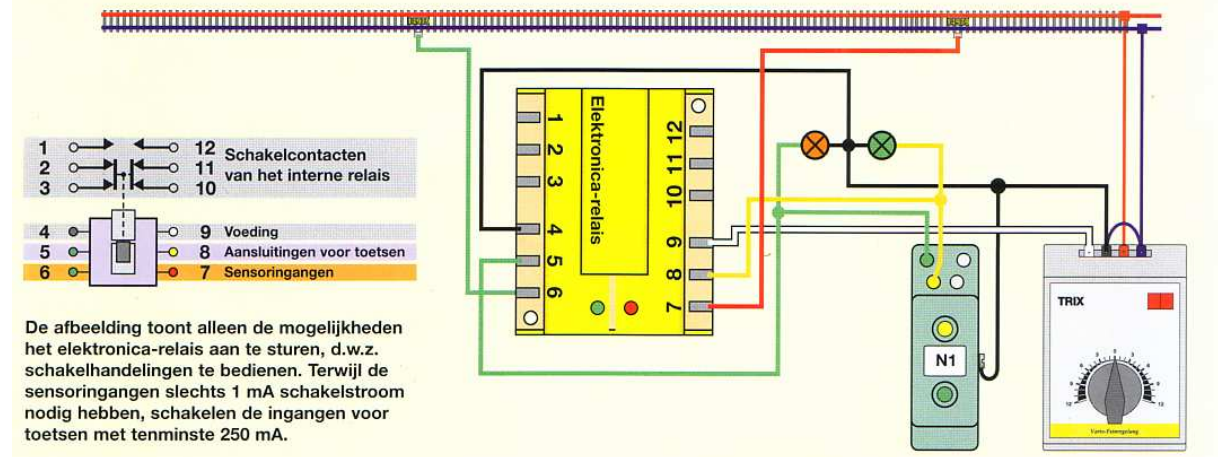 1 12 Schakelcontacten
2 11 van het interne relais
3 10
4 9 Voeding
5 8 Aansluitingen voor toetsen
6 7 Sensoringangen
De afbeelding toont alleen de mogelijkheden
het elektronica-relais aan te sturen, d.w.z.
schakelhandelingen te bedienen. Terwijl de
sensoringangen slechts 1 mA schakelstroom
nodig hebben, schakelen de ingangen voor
toetsen met tenminste 250 mA.
1
2
3
4
5
6
Elektronica-relais
12
11
10
9
8
7
N1
TRIX